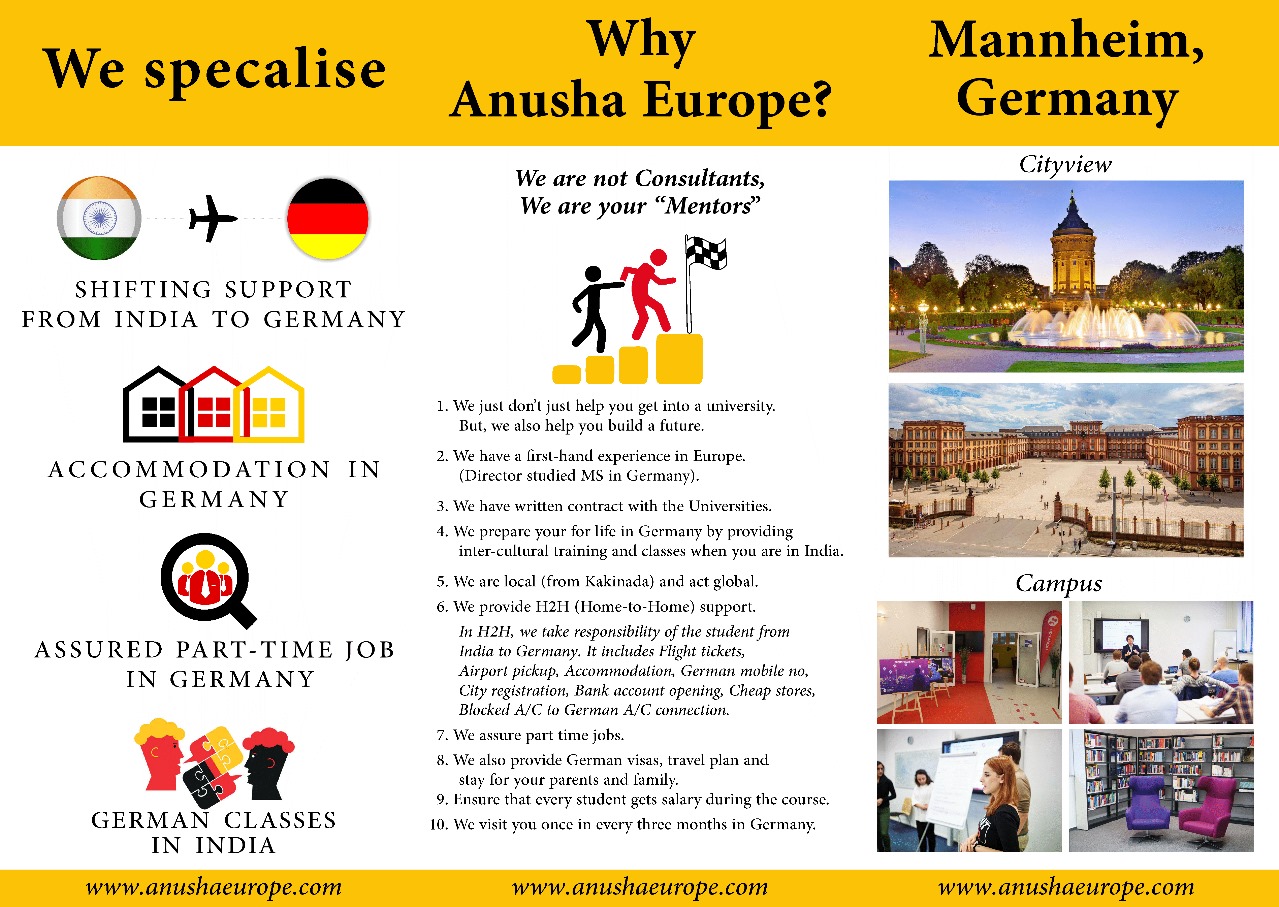 We specalise
SHIFTING SUPPORT
FROM INDIA TO GERMANY
ACCOMMODATION IN
GERMANY
ASSURED PART-TIME JOB
IN GERMANY
GERMAN CLASSES
IN INDIA
www.anushaeurope.com
Why
Anusha Europe?
We are not Consultants,
We are your “Mentors”
1. We just don’t just help you get into a university.
But, we also help you build a future.
2. We have a first-hand experience in Europe.
(Director studied MS in Germany).
3. We have written contract with the Universities.
4. We prepare your for life in Germany by providing
inter-cultural training and classes when you are in India.
5. We are local (from Kakinada) and act global.
6. We provide H2H (Home-to-Home) support.
In H2H, we take responsibility of the student from
India to Germany. It includes Flight tickets,
Airport pickup, Accommodation, German mobile no,
City registration, Bank account opening, Cheap stores,
Blocked A/C to German A/C connection.
7. We assure part time jobs.
8. We also provide German visas, travel plan and
stay for your parents and family.
9. Ensure that every student gets salary during the course.
10. We visit you once in every three months in Germany.
www.anushaeurope.com
Mannheim,
Germany
Cityview
Campus
www.anushaeurope.com